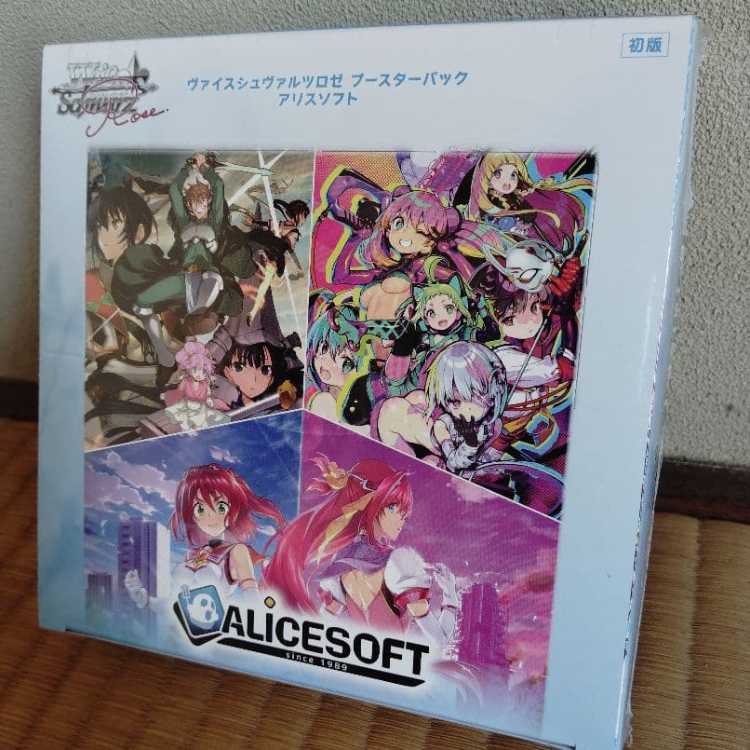 Weiß
Schwarz
Rose
初版
ヴァイスシュヴァルツロゼ ブースターパック
アリスソフト
ALICESOFT
since 1989